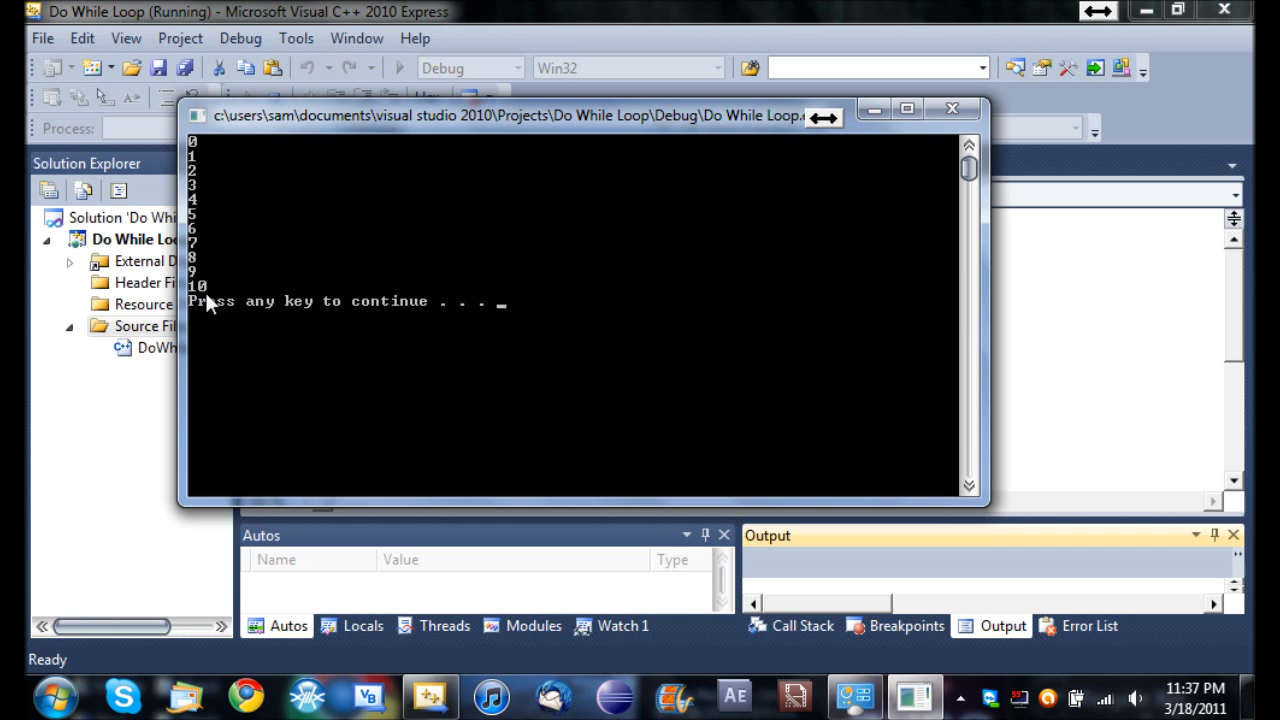 Do While Loop (Running) - Microsoft Visual C++ 2010 Express
File Edit View Project Debug Tools Window Help
Debug Win32
Process:
c:\users\sam\documents\visual studio 2010\Projects\Do While Loop\Debug\Do While Loop.
Solution Explorer
0
1
2
3
4
5
6
7
8
9
10
Press any key to continue . . . _
Solution 'Do Whi
Do While Loo
External D
Header Fi
Resource
Source Fil
C++ DoWh
Autos
Name Value Type
Output
Autos Locals Threads Modules Watch 1
Call Stack Breakpoints Output Error List
Ready
VB
AE
11:37 PM
3/18/2011